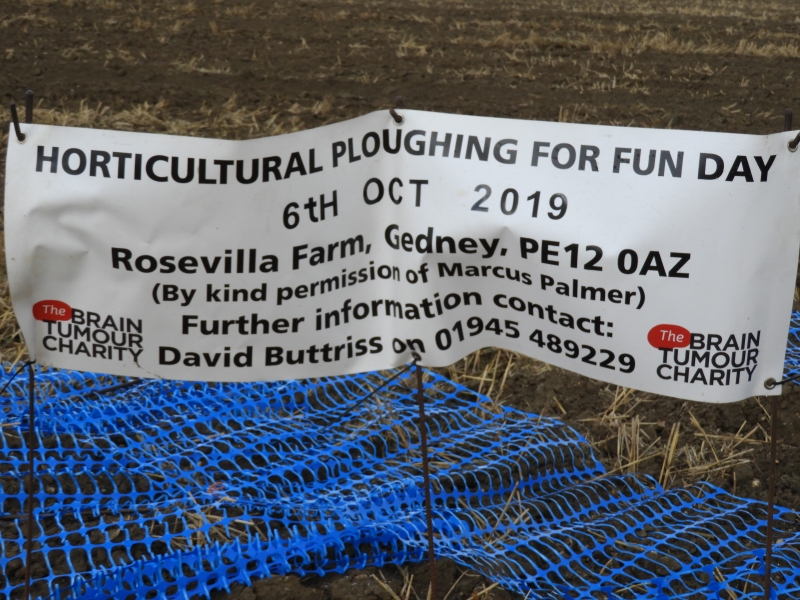 HORTICULTURAL PLOUGHING FOR FUN DAY
6tH OCT 2019
Rosevilla Farm, Gedney, PE12 0AZ
(By kind permission of Marcus Palmer)
Further information contact:
David Buttriss on 01945 489229
The BRAIN
TUMOUR
CHARITY
The BRAIN
TUMOUR
CHARITY